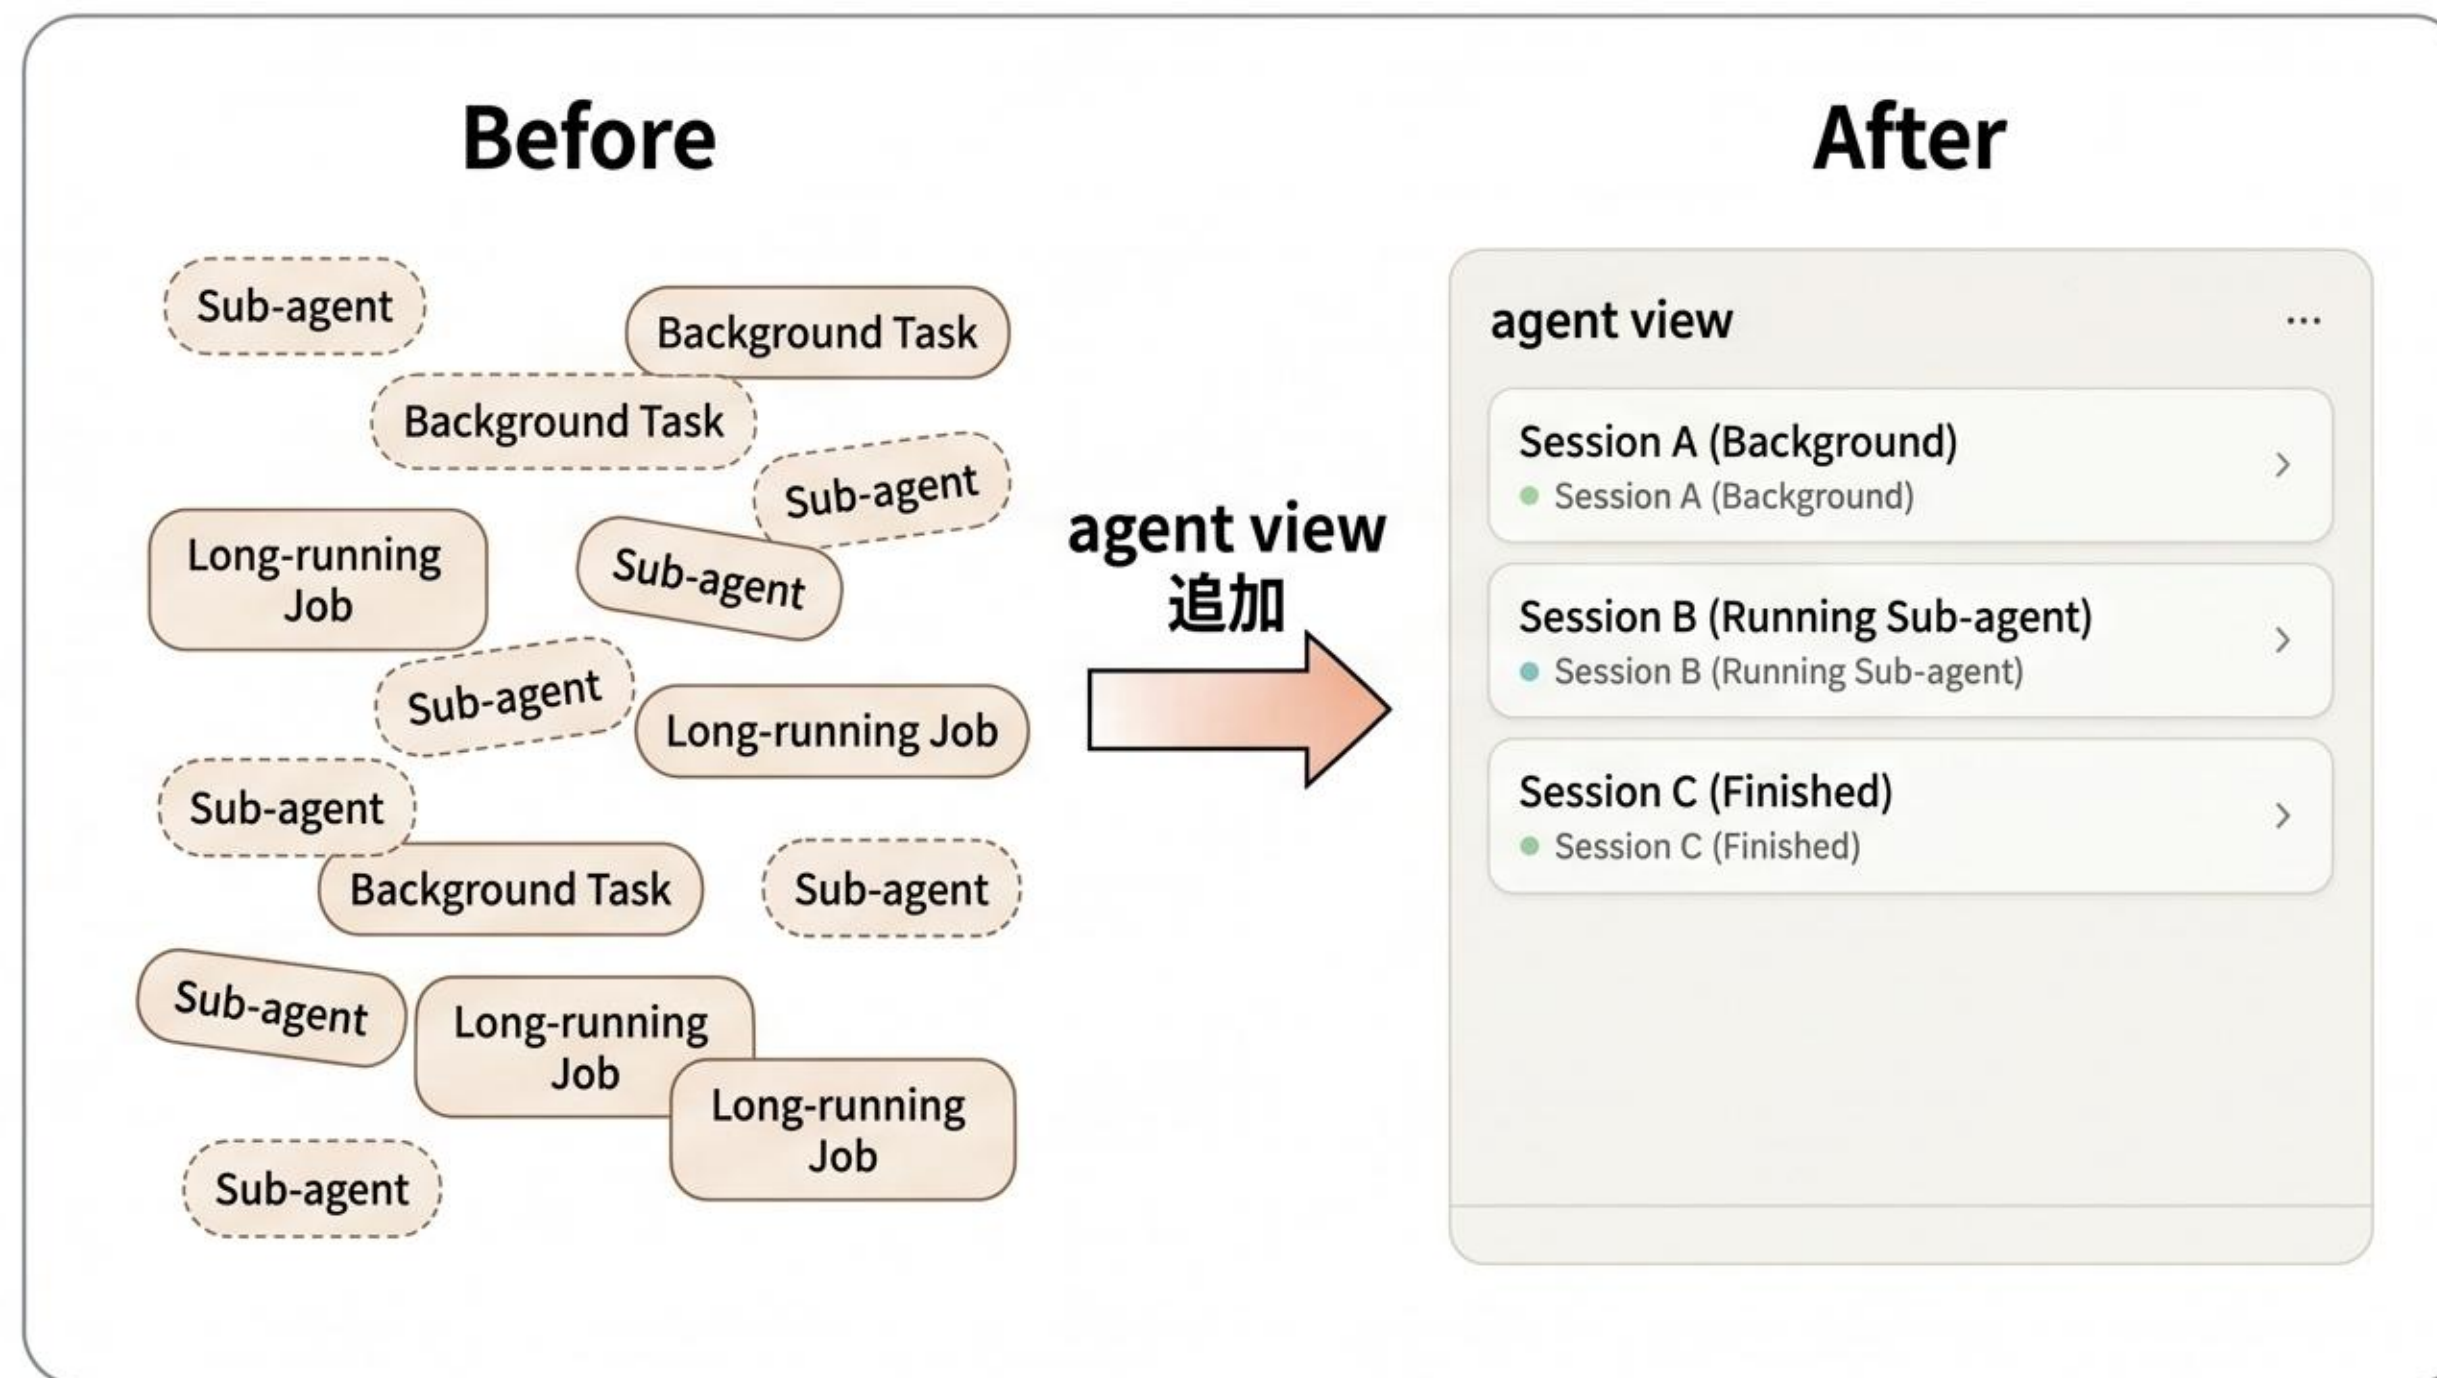 Before
Sub-agent
Background Task
Background Task
Sub-agent
Long-running
Job
Sub-agent
Sub-agent
Long-running Job
Sub-agent
Background Task
Sub-agent
Sub-agent
Long-running
Job
Long-running
Job
Sub-agent
agent view
追加
After
agent view
Session A (Background)
Session A (Background)
Session B (Running Sub-agent)
Session B (Running Sub-agent)
Session C (Finished)
Session C (Finished)